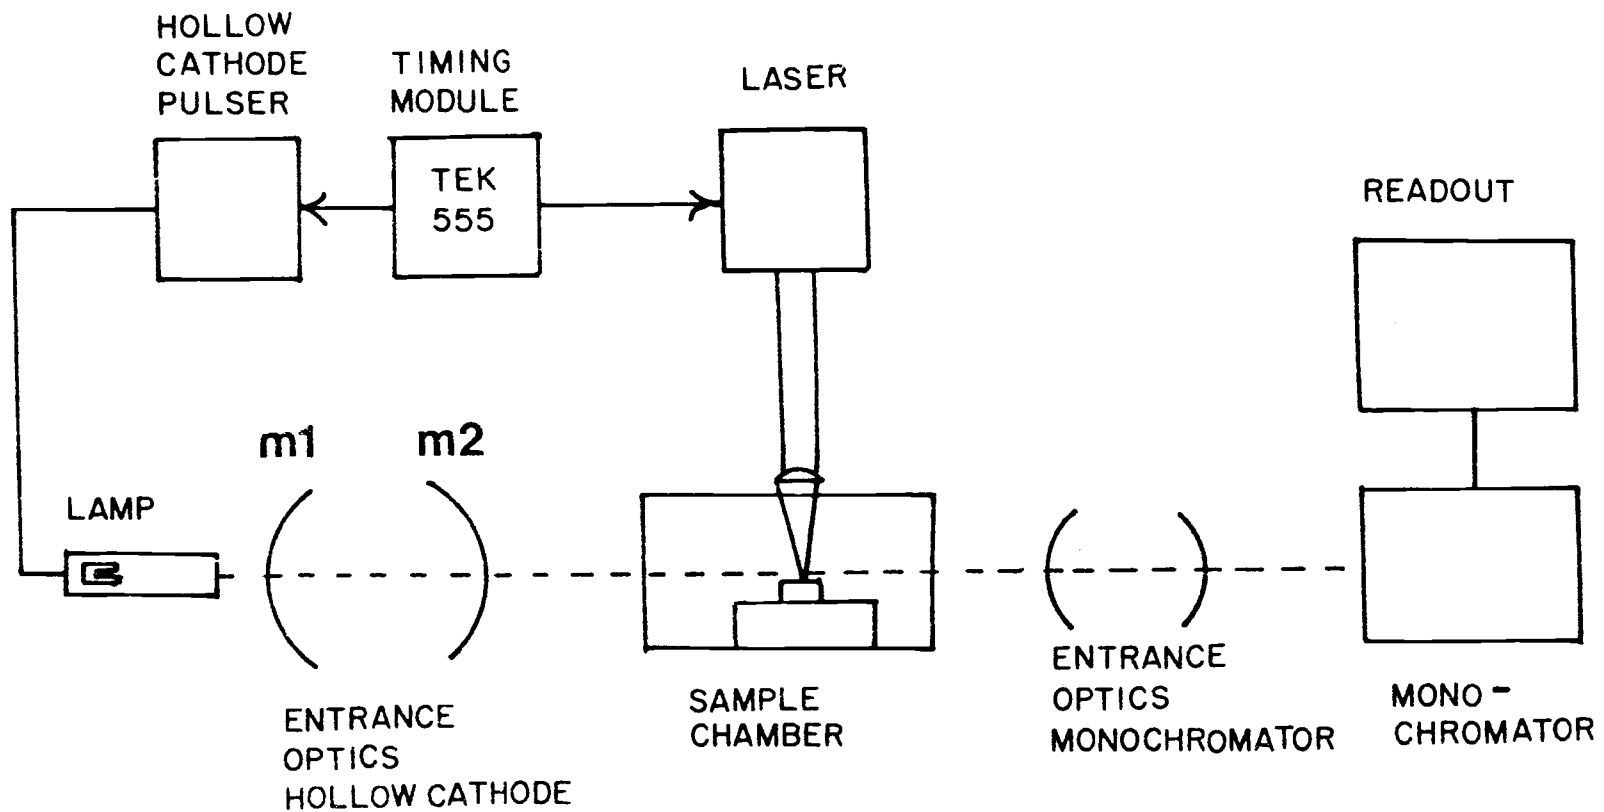 HOLLOW
CATHODE
PULSER
TIMING
MODULE
LASER
TEK
555
READOUT
m1
m2
LAMP
ENTRANCE
OPTICS
HOLLOW CATHODE
SAMPLE
CHAMBER
ENTRANCE
OPTICS
MONOCHROMATOR
MONO-
CHROMATOR